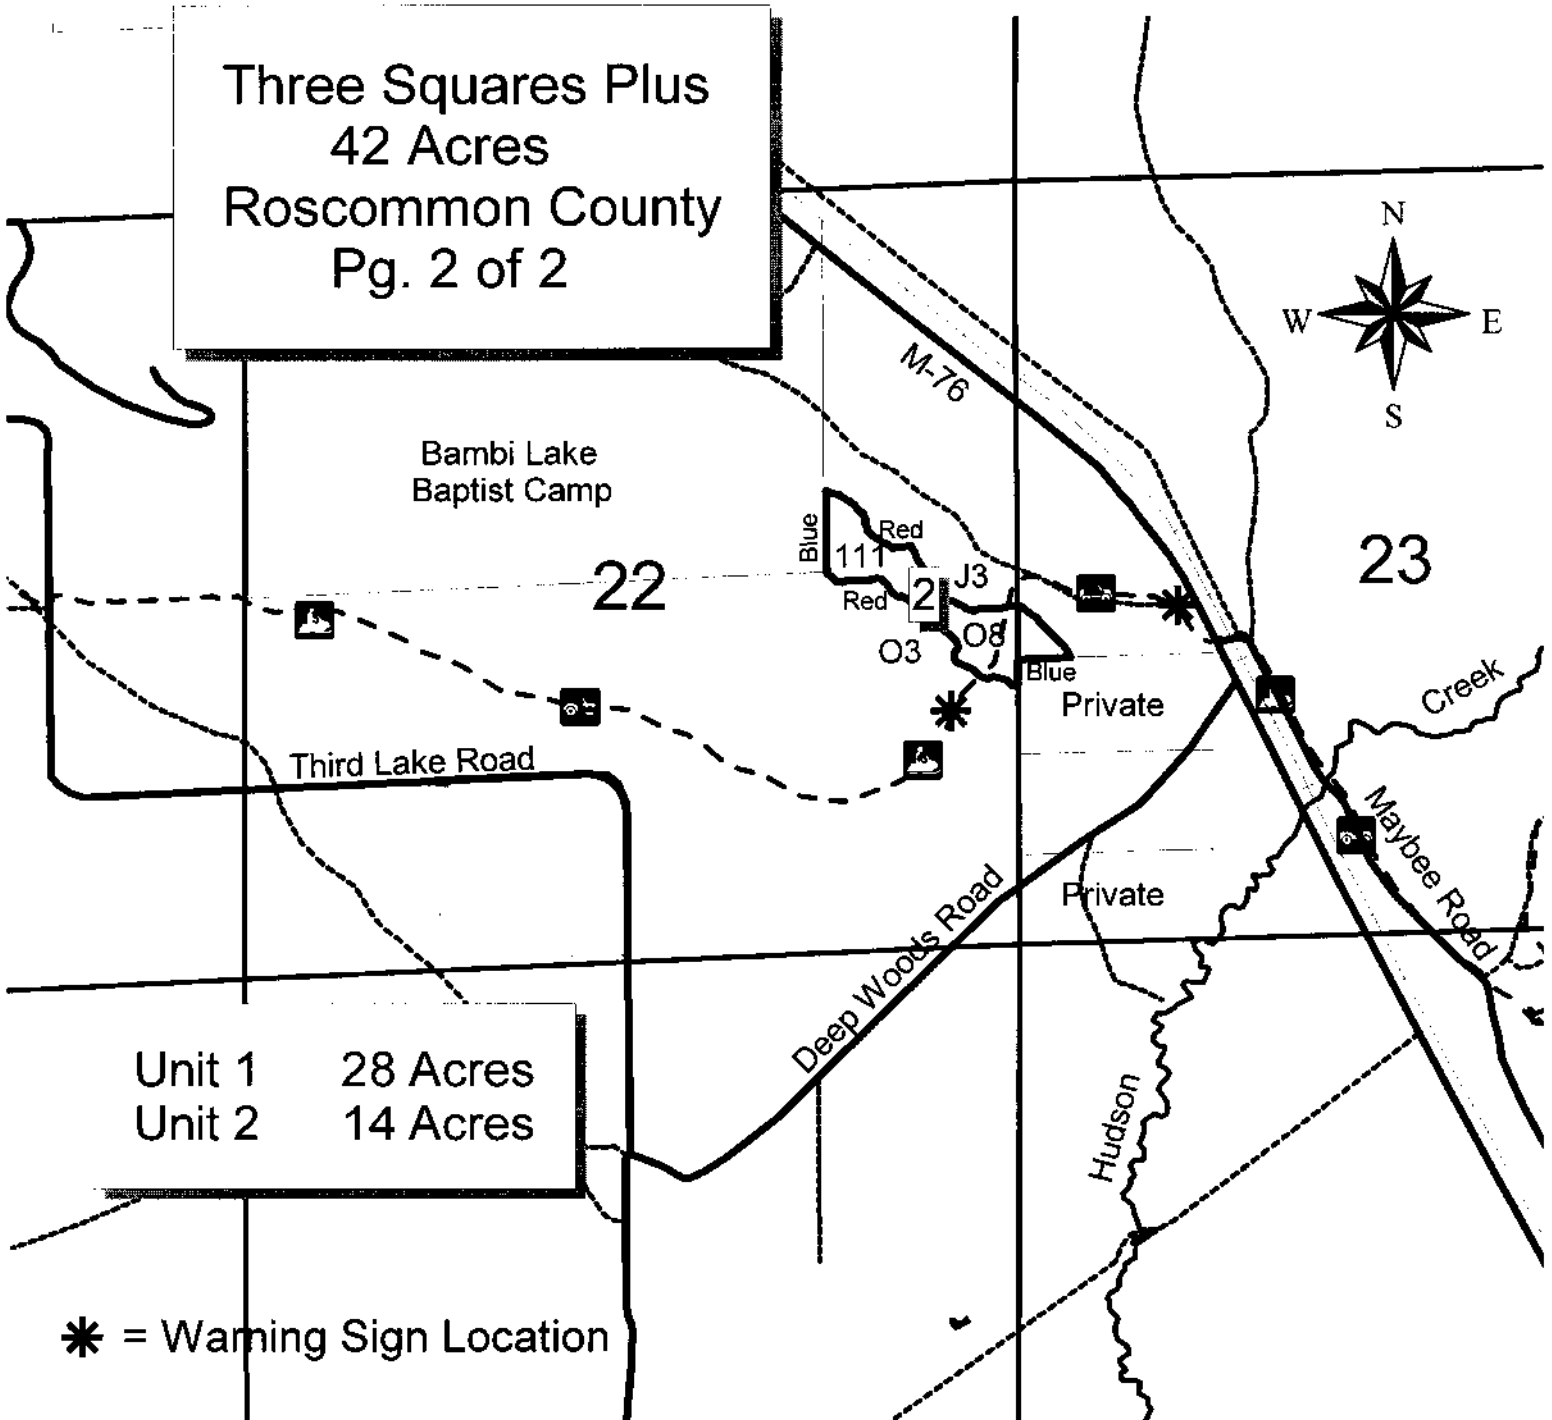 Three Squares Plus
42 Acres
Roscommon County
Pg. 2 of 2
N
W E
S
M-76
Bambi Lake
Baptist Camp
22
23
Blue
Red
111
J3
2
Red
O8
O3
Blue
Private
Creek
Third Lake Road
Maybee Road
Private
Deep Woods Road
Hudson
Unit 1 28 Acres
Unit 2 14 Acres
= Warning Sign Location